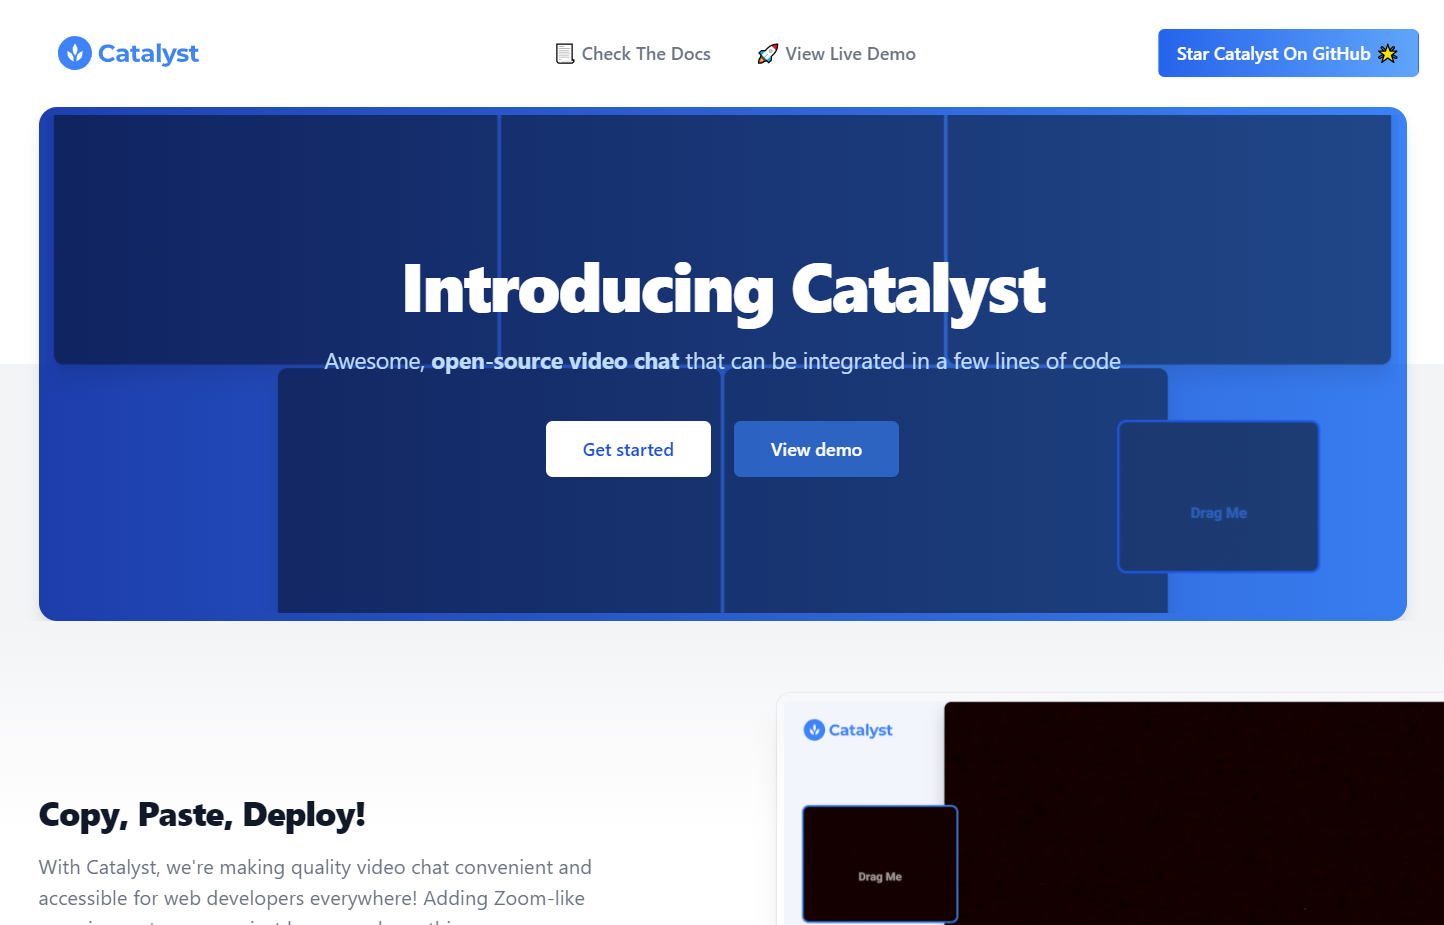 Catalyst
Check The Docs
View Live Demo
Star Catalyst On GitHub
Introducing Catalyst
Awesome, open-source video chat that can be integrated in a few lines of code
Get started
View demo
Drag Me
Catalyst
Drag Me
Copy, Paste, Deploy!
With Catalyst, we're making quality video chat convenient and
accessible for web developers everywhere! Adding Zoom-like